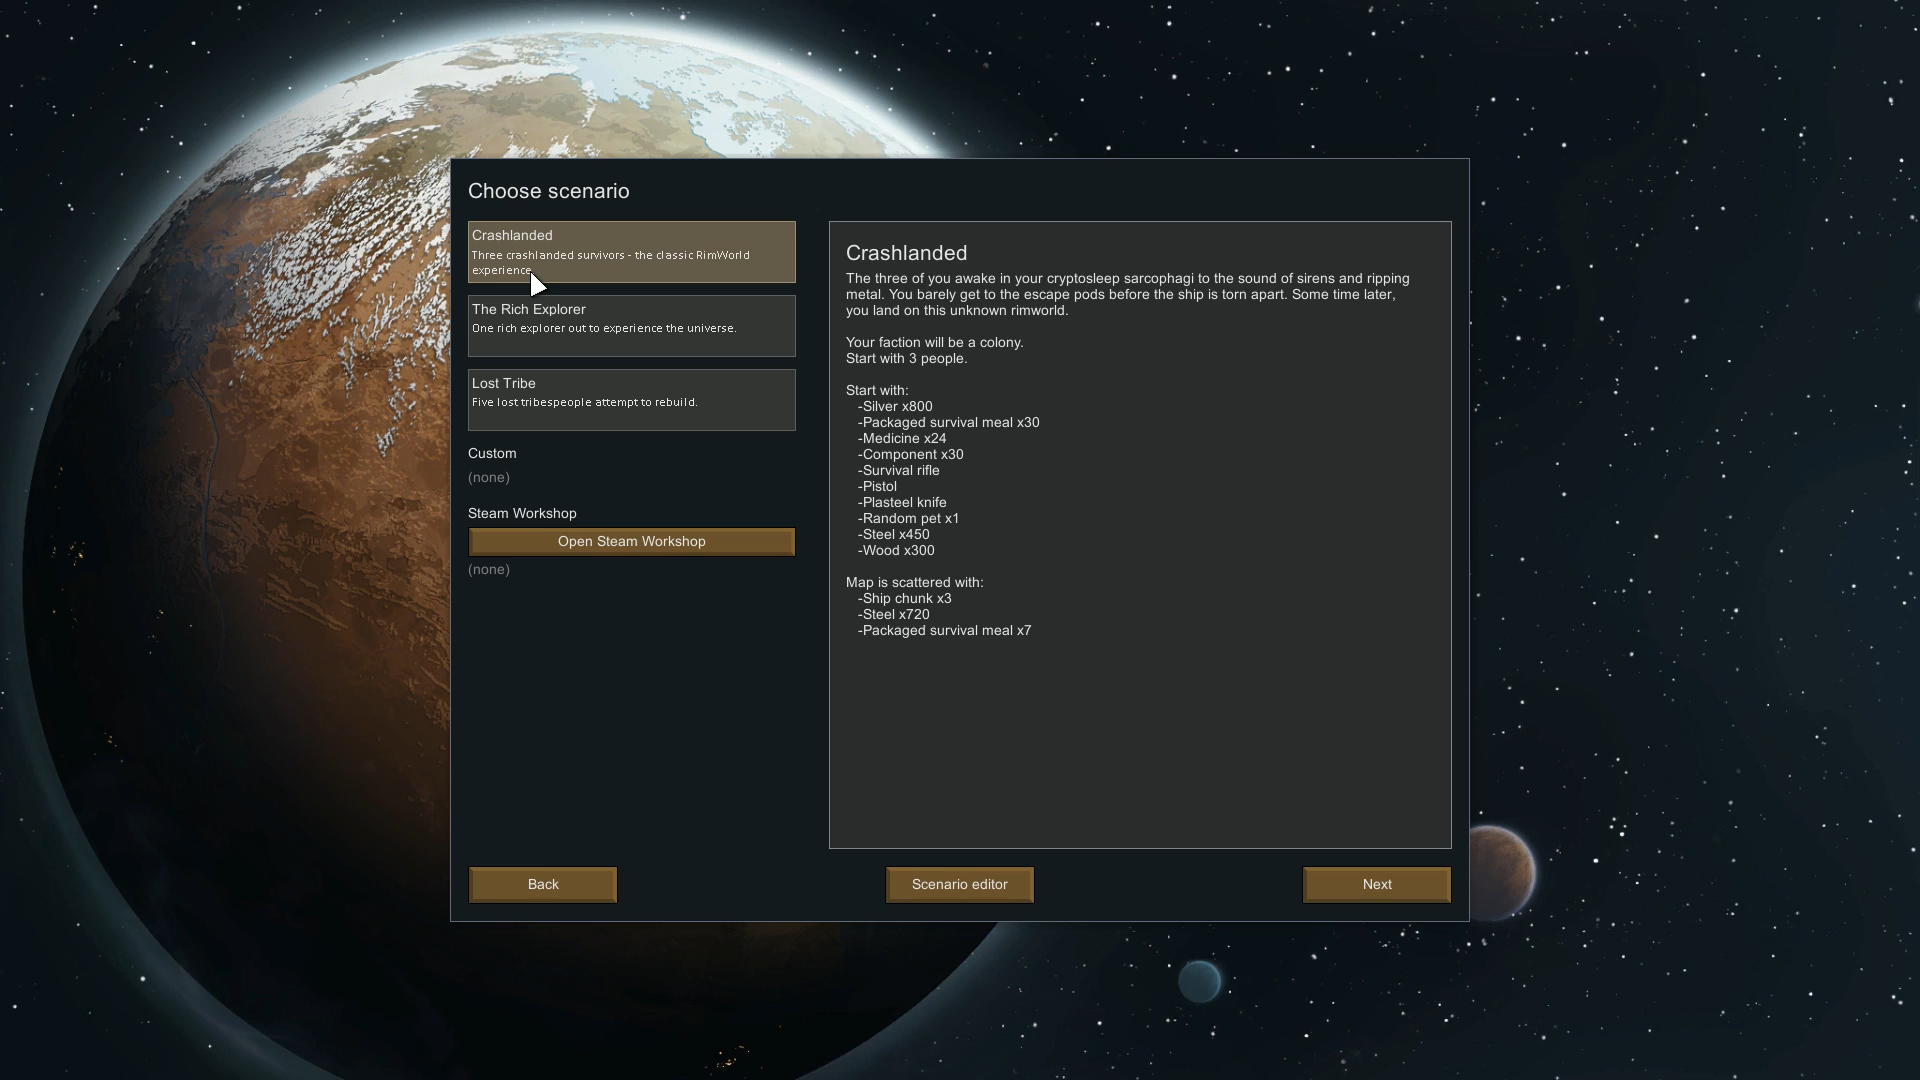 Choose scenario
Crashlanded
Three crashlanded survivors - the classic RimWorld
experience.
The Rich Explorer
One rich explorer out to experience the universe.
Lost Tribe
Five lost tribespeople attempt to rebuild.
Custom
(none)
Steam Workshop
Open Steam Workshop
(none)
Crashlanded
The three of you awake in your cryptosleep sarcophagi to the sound of sirens and ripping
metal. You barely get to the escape pods before the ship is torn apart. Some time later,
you land on this unknown rimworld.
Your faction will be a colony.
Start with 3 people.
Start with:
-Silver x800
-Packaged survival meal x30
-Medicine x24
-Component x30
-Survival rifle
-Pistol
-Plasteel knife
-Random pet x1
-Steel x450
-Wood x300
Map is scattered with:
-Ship chunk x3
-Steel x720
-Packaged survival meal x7
Back
Scenario editor
Next